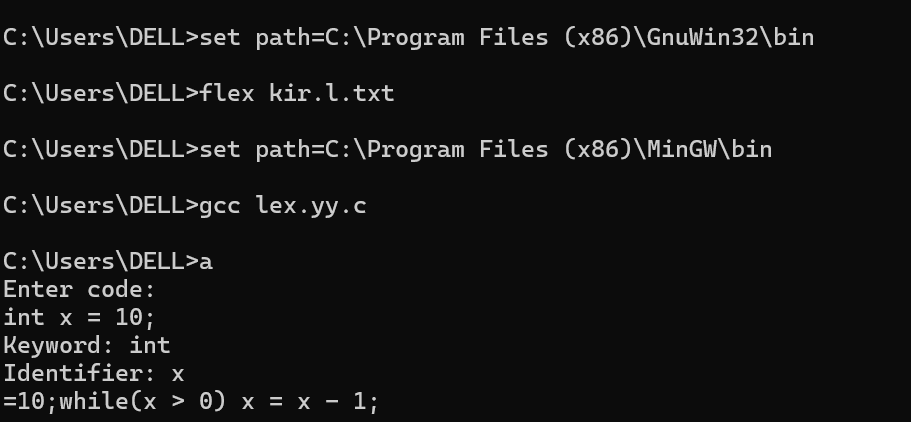 C:\Users\DELL>set path=C:\Program Files (x86)\GnuWin32\bin
C:\Users\DELL>flex kir.l.txt
C:\Users\DELL>set path=C:\Program Files (x86)\MinGW\bin
C:\Users\DELL>gcc lex.yy.c
C:\Users\DELL>a
Enter code:
int x = 10;
Keyword: int
Identifier: x
=10;while(x > 0) x = x - 1;